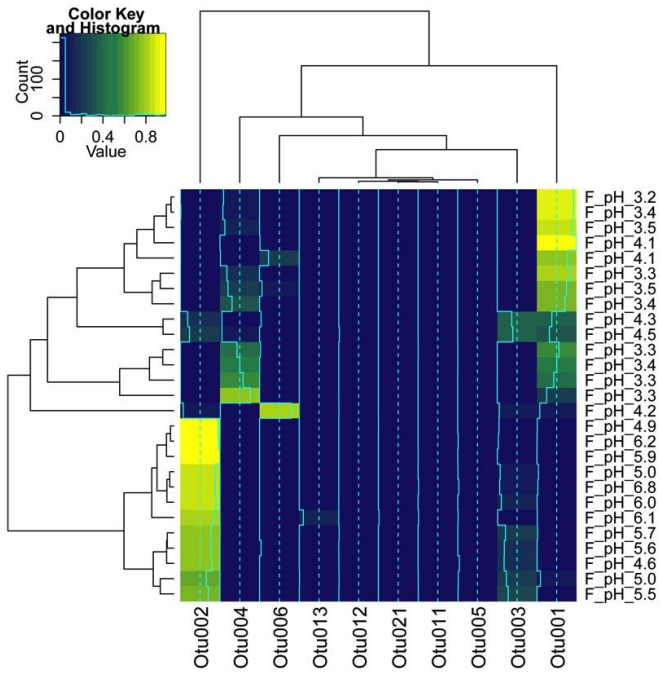 Color Key
and Histogram
Count
0
100
0
0.4
0.8
Value
F_pH_3.2
F_pH_3.4
F_pH_3.5
F_pH_4.1
F_pH_4.1
F_pH_3.3
F_pH_3.5
F_pH_3.4
F_pH_4.3
F_pH_4.5
F_pH_3.3
F_pH_3.4
F_pH_3.3
F_pH_3.3
F_pH_4.2
F_pH_4.9
F_pH_6.2
F_pH_5.9
F_pH_5.0
F_pH_6.8
F_pH_6.0
F_pH_6.1
F_pH_5.7
F_pH_5.6
F_pH_4.6
F_pH_5.0
F_pH_5.5
Otu002
Otu004
Otu006
Otu013
Otu012
Otu021
Otu011
Otu005
Otu003
Otu001